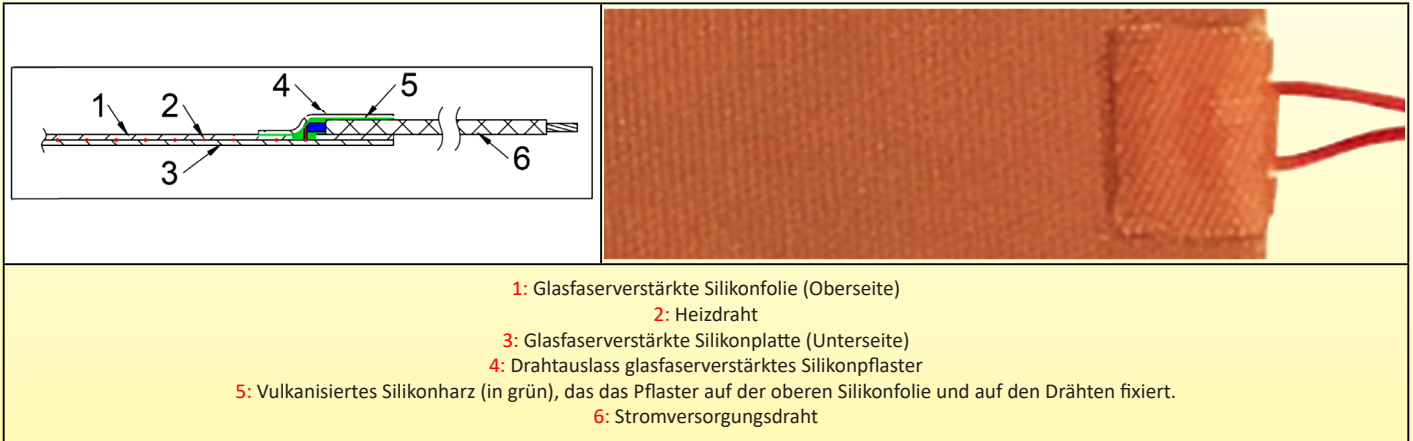 1 2 4 5
3 6
1: Glasfaserverstärkte Silikonfolie (Oberseite)
2: Heizdraht
3: Glasfaserverstärkte Silikonplatte (Unterseite)
4: Drahtauslass glasfaserverstärktes Silikonpflaster
5: Vulkanisiertes Silikonharz (in grün), das das Pflaster auf der oberen Silikonfolie und auf den Drähten fixiert.
6: Stromversorgungsdraht